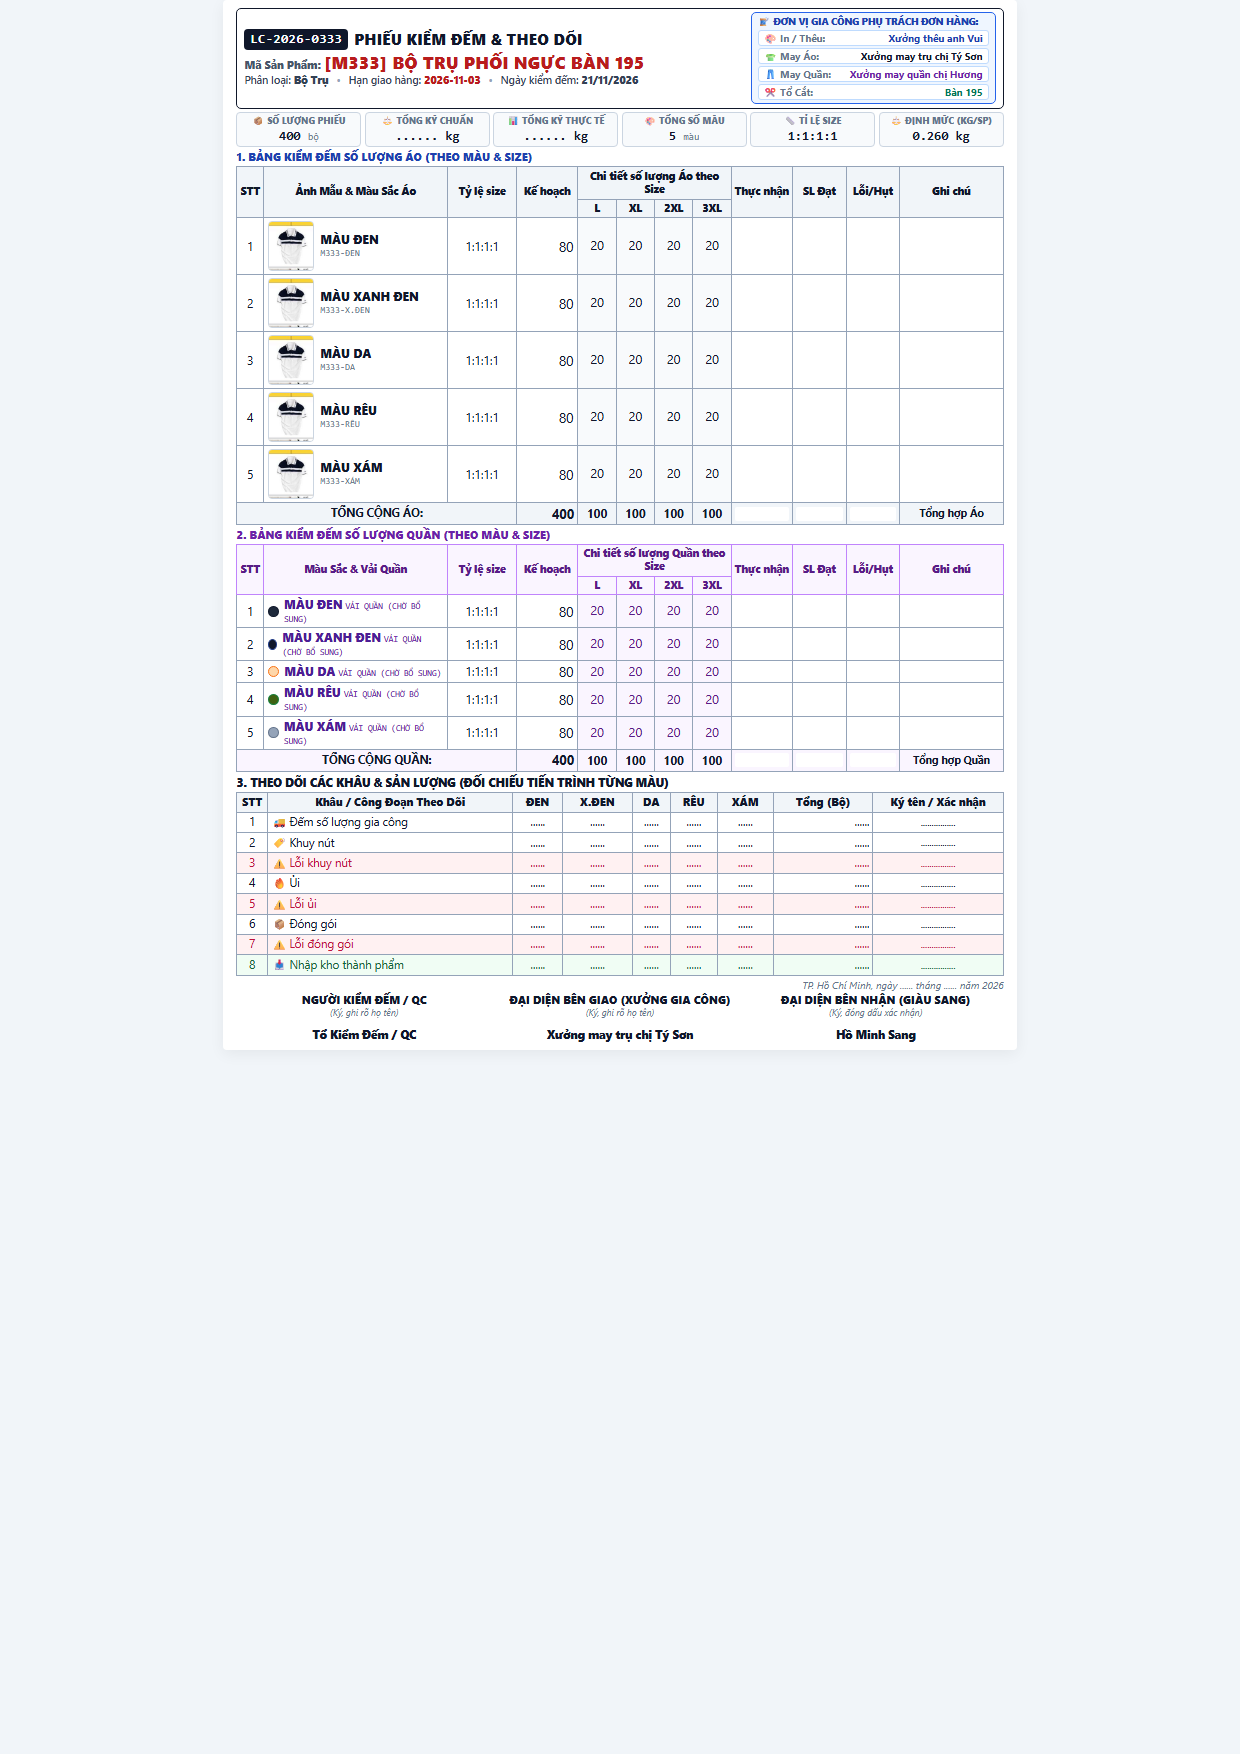 LC-2026-0333 PHIẾU KIỂM ĐẾM & THEO DÕI
Mã Sản Phẩm: [M333] BỘ TRỤ PHỐI NGỰC BÀN 195
Phân loại: Bộ Trụ • Hạn giao hàng: 2026-11-03 • Ngày kiểm đếm: 21/11/2026
ĐƠN VỊ GIA CÔNG PHỤ TRÁCH ĐƠN HÀNG:
In / Thêu: Xưởng thêu anh Vui
May Áo: Xưởng may trụ chị Tý Sơn
May Quần: Xưởng may quần chị Hương
Tổ Cắt: Bàn 195
SỐ LƯỢNG PHIẾU TỔNG KÝ CHUẨN TỔNG KÝ THỰC TẾ TỔNG SỐ MÀU TỈ LỆ SIZE ĐỊNH MỨC (KG/SP)
400 bộ ...... kg ...... kg 5 màu 1:1:1:1 0.260 kg
1. BẢNG KIỂM ĐẾM SỐ LƯỢNG ÁO (THEO MÀU & SIZE)
STT Ảnh Mẫu & Màu Sắc Áo Tỷ lệ size Kế hoạch Chi tiết số lượng Áo theo Size Thực nhận SL Đạt Lỗi/Hụt Ghi chú
L XL 2XL 3XL
1 MÀU ĐEN 1:1:1:1 80 20 20 20 20
M333-ĐEN
2 MÀU XANH ĐEN 1:1:1:1 80 20 20 20 20
M333-X.ĐEN
3 MÀU DA 1:1:1:1 80 20 20 20 20
M333-DA
4 MÀU RÊU 1:1:1:1 80 20 20 20 20
M333-RÊU
5 MÀU XÁM 1:1:1:1 80 20 20 20 20
M333-XÁM
TỔNG CỘNG ÁO: 400 100 100 100 100 Tổng hợp Áo
2. BẢNG KIỂM ĐẾM SỐ LƯỢNG QUẦN (THEO MÀU & SIZE)
STT Màu Sắc & Vải Quần Tỷ lệ size Kế hoạch Chi tiết số lượng Quần theo Size Thực nhận SL Đạt Lỗi/Hụt Ghi chú
L XL 2XL 3XL
1 MÀU ĐEN VẢI QUẦN (CHỜ BỔ SUNG) 1:1:1:1 80 20 20 20 20
2 MÀU XANH ĐEN VẢI QUẦN (CHỜ BỔ SUNG) 1:1:1:1 80 20 20 20 20
3 MÀU DA VẢI QUẦN (CHỜ BỔ SUNG) 1:1:1:1 80 20 20 20 20
4 MÀU RÊU VẢI QUẦN (CHỜ BỔ SUNG) 1:1:1:1 80 20 20 20 20
5 MÀU XÁM VẢI QUẦN (CHỜ BỔ SUNG) 1:1:1:1 80 20 20 20 20
TỔNG CỘNG QUẦN: 400 100 100 100 100 Tổng hợp Quần
3. THEO DÕI CÁC KHÂU & SẢN LƯỢNG (ĐỐI CHIẾU TIẾN TRÌNH TỪNG MÀU)
STT Khâu / Công Đoạn Theo Dõi ĐEN X.ĐEN DA RÊU XÁM Tổng (Bộ) Ký tên / Xác nhận
1 Đếm số lượng gia công ...... ...... ...... ...... ...... ...... ...............
2 Khuy nút ...... ...... ...... ...... ...... ...... ...............
3 Lỗi khuy nút ...... ...... ...... ...... ...... ...... ...............
4 Ủi ...... ...... ...... ...... ...... ...... ...............
5 Lỗi ủi ...... ...... ...... ...... ...... ...... ...............
6 Đóng gói ...... ...... ...... ...... ...... ...... ...............
7 Lỗi đóng gói ...... ...... ...... ...... ...... ...... ...............
8 Nhập kho thành phẩm ...... ...... ...... ...... ...... ...... ...............
TP. Hồ Chí Minh, ngày ...... tháng ...... năm 2026
NGƯỜI KIỂM ĐẾM / QC ĐẠI DIỆN BÊN GIAO (XƯỞNG GIA CÔNG) ĐẠI DIỆN BÊN NHẬN (GIÀU SANG)
(Ký, ghi rõ họ tên) (Ký, ghi rõ họ tên) (Ký, đóng dấu xác nhận)
Tổ Kiểm Đếm / QC Xưởng may trụ chị Tý Sơn Hồ Minh Sang